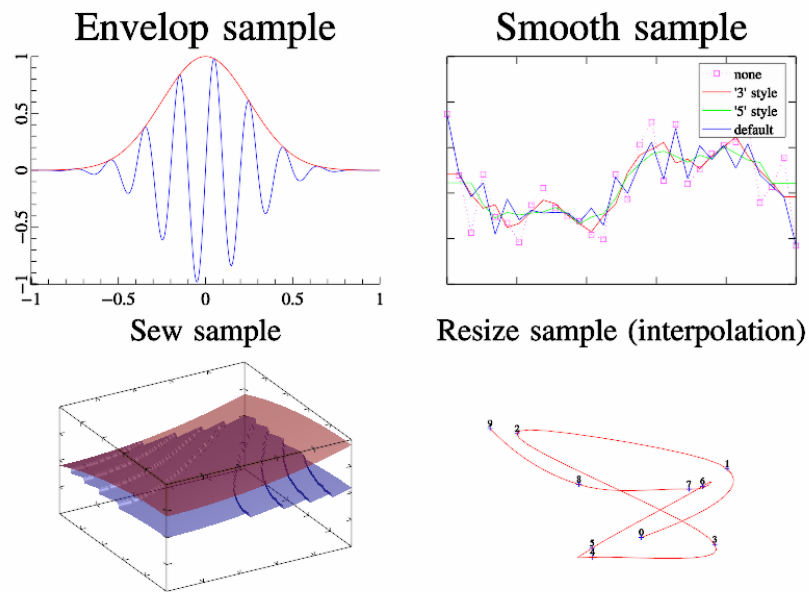 Envelop sample
Smooth sample
1
0.5
0
−0.5
−1
−1
−0.5
0
0.5
1
none
'3' style
'5' style
default
Sew sample
Resize sample (interpolation)
9
2
1
8
7
6
0
5
4
3